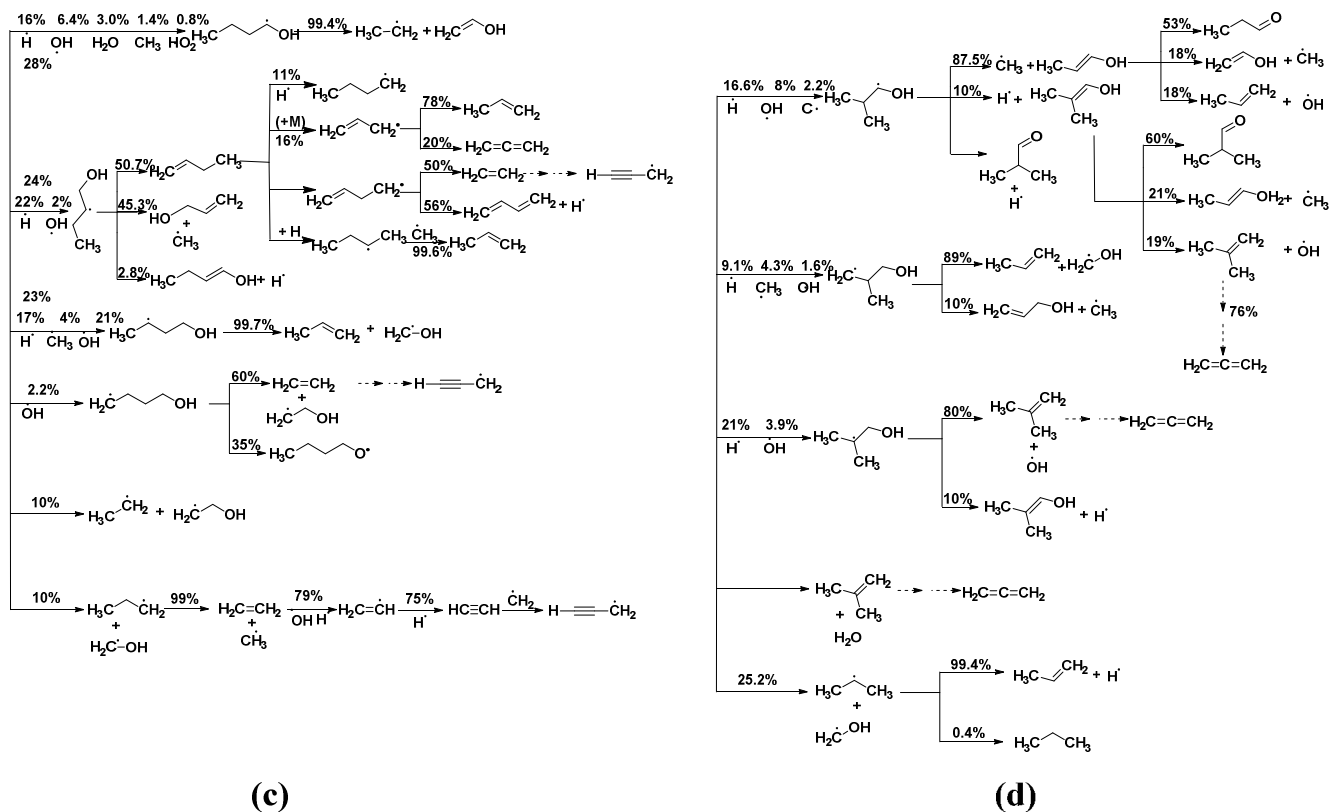 16% 6.4% 3.0% 1.4% 0.8%
Ḣ OH H2O CH3 HO2 H3C OH 99.4% H3C-CH2 + H2C OH
28%
11%
H· H3C CH2
(+M) H2C CH2• 78% H3C CH2
16% 20% H2C=C=CH2
24%
22% 2%
Ḣ OH
OH
CH3
50.7% H2C CH3
45.3% HO CH2
+
ĊH3
2.8% H3C OH + H·
H2C CH2• 50% H2C=CH2 H CH2
56% H2C CH2 + H·
+ H H3C CH3 ĊH3 99.6% H3C CH2
23%
17% 4% 21%
H· CH3 OH H3C OH 99.7% H3C CH2 + H2C-OH
2.2%
OH H2C OH
60% H2C=CH2 H CH2
+
H2C OH
35% H3C O•
10% H3C CH2 + H2C OH
10% H3C CH2 99% H2C=CH2 79% H2C=CH 75% HC≡CH CH2 H CH2
+ + OH H H·
H2C-OH CH3
(c)
16.6% 8% 2.2%
Ḣ OH C·
H3C OH
CH3
87.5% ĊH3 + H3C OH
10% H· + H3C OH
CH3
O
H3C CH3
+
H·
53% H3C O
18% H2C OH + ĊH3
18% H3C CH2 + ȮH
60% O
H3C CH3
21% H3C OH2 + ĊH3
19% H3C CH2 + ȮH
CH3
76%
H2C=C=CH2
9.1% 4.3% 1.6%
Ḣ CH3 OH
H2C OH
CH3
89% H3C CH2 + H2C OH
10% H2C OH + ĊH3
21% 3.9%
H· OH
H3C OH
CH3
80% H3C CH2 H2C=C=CH2
CH3
+
ȮH
10% H3C OH + H·
CH3
H3C CH2 H2C=C=CH2
CH3
+
H2O
25.2% H3C CH3
+
H2C OH
99.4% H3C CH2 + H·
0.4% H3C CH3
(d)